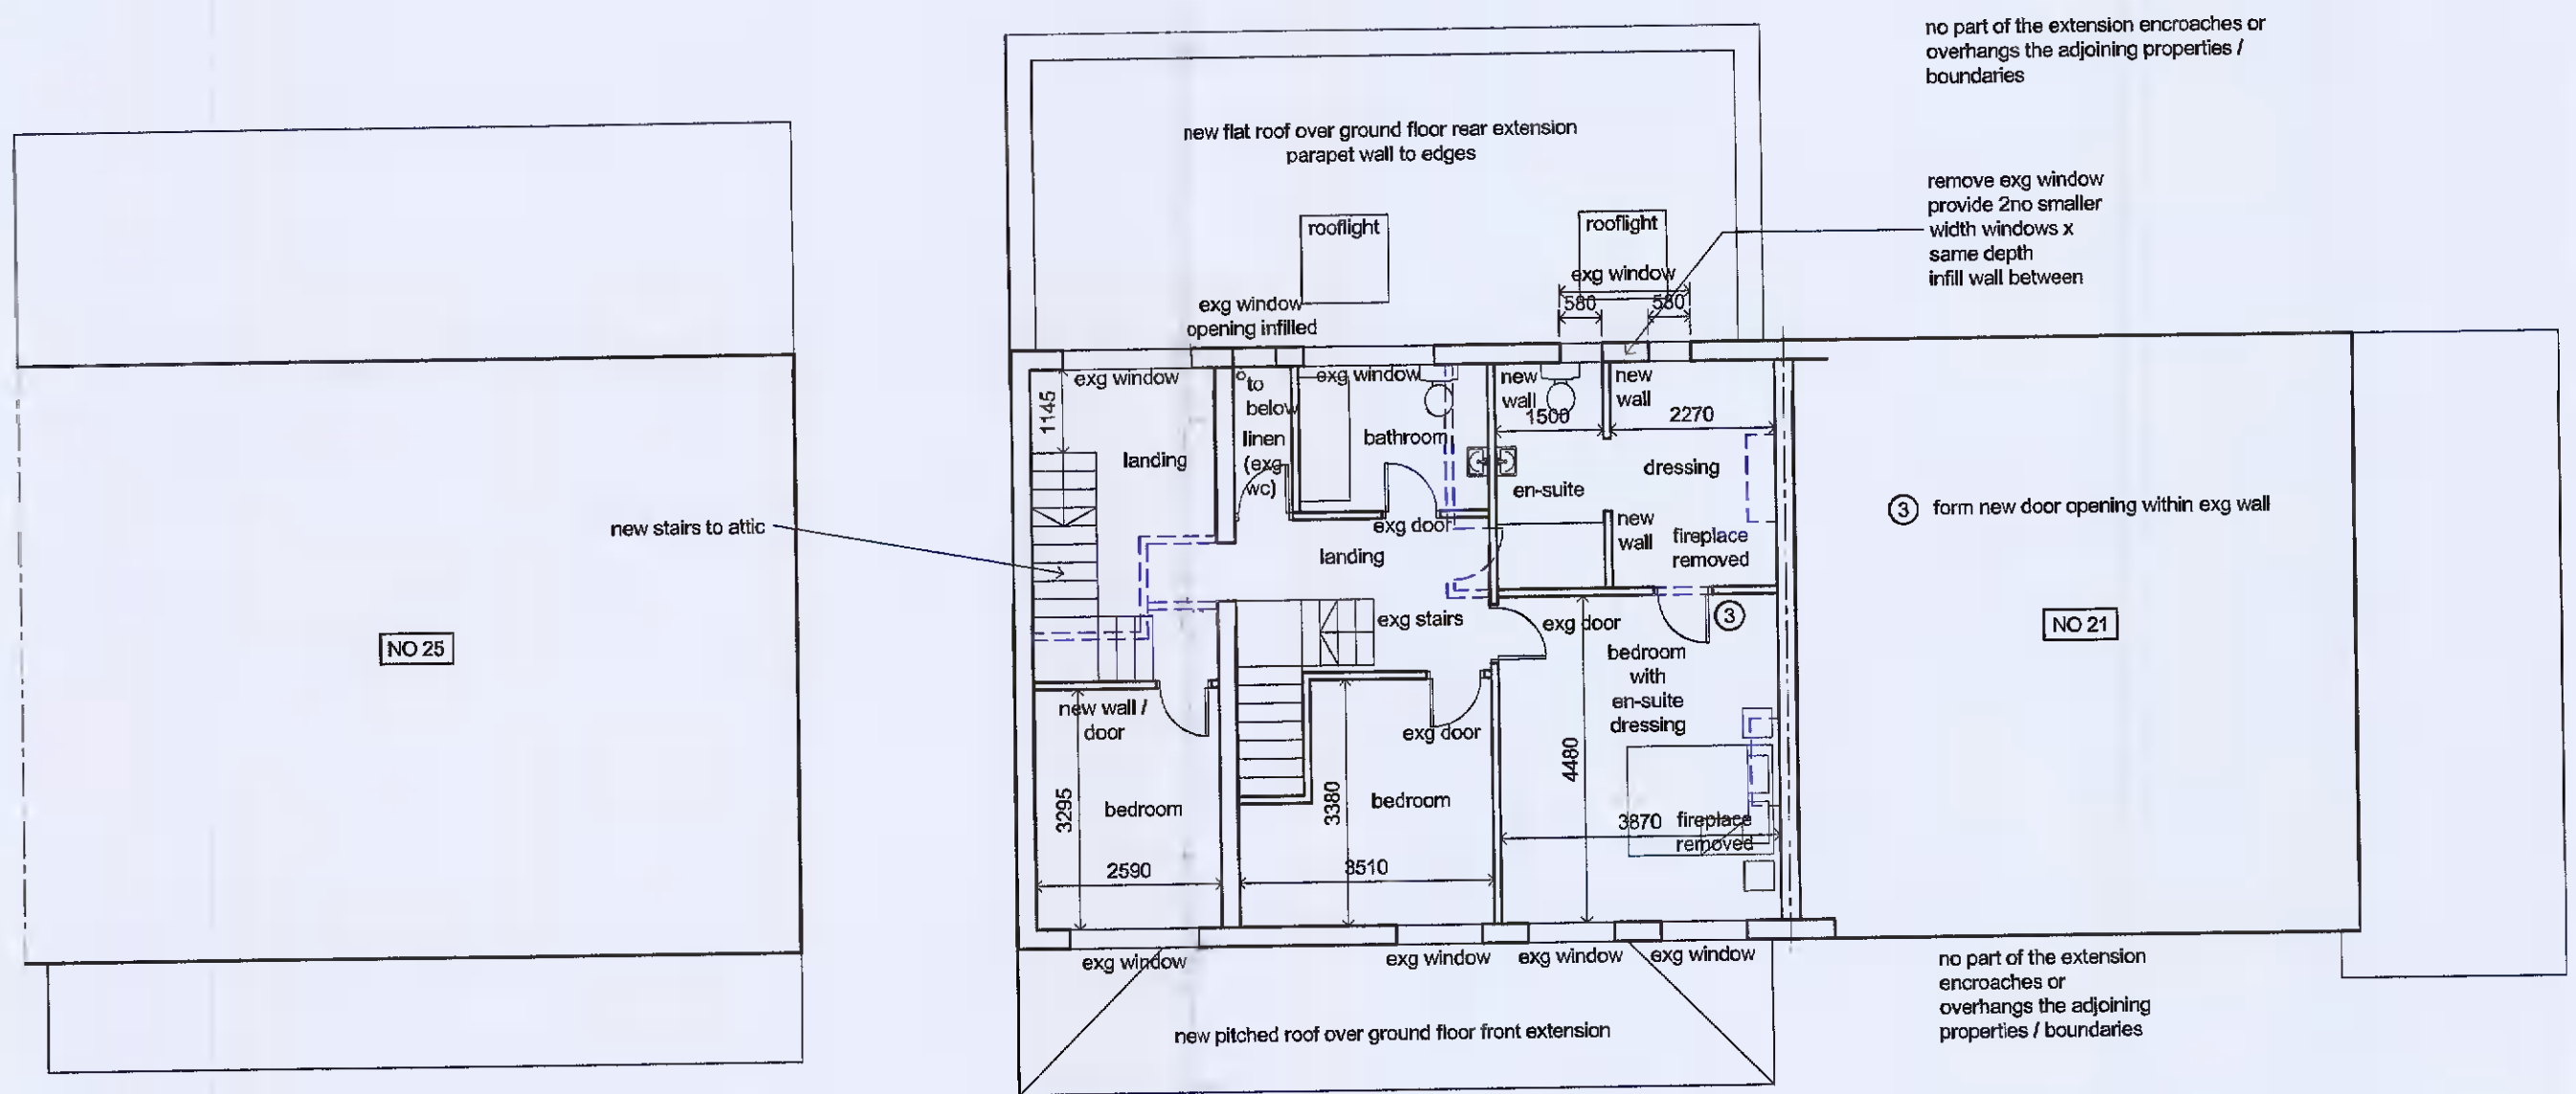 no part of the extension encroaches or
overhangs the adjoining properties /
boundaries
new flat roof over ground floor rear extension
parapet wall to edges
remove exg window
provide 2no smaller
width windows x
same depth
infill wall between
rooflight
rooflight
exg window
580
580
exg window
opening infilled
exg window
1145
landing
to
below
linen
(exg
wc)
exg window
bathroom
new
wall
1500
new
wall
2270
dressing
en-suite
exg door
landing
new
wall
fireplace
removed
3 form new door opening within exg wall
new stairs to attic
NO 25
exg stairs
exg door
3
NO 21
bedroom
with
en-suite
dressing
new wall /
door
exg door
4480
3295
bedroom
3380
bedroom
3870
fireplace
removed
2590
3510
exg window
exg window
exg window
exg window
no part of the extension
encroaches or
overhangs the adjoining
properties / boundaries
new pitched roof over ground floor front extension